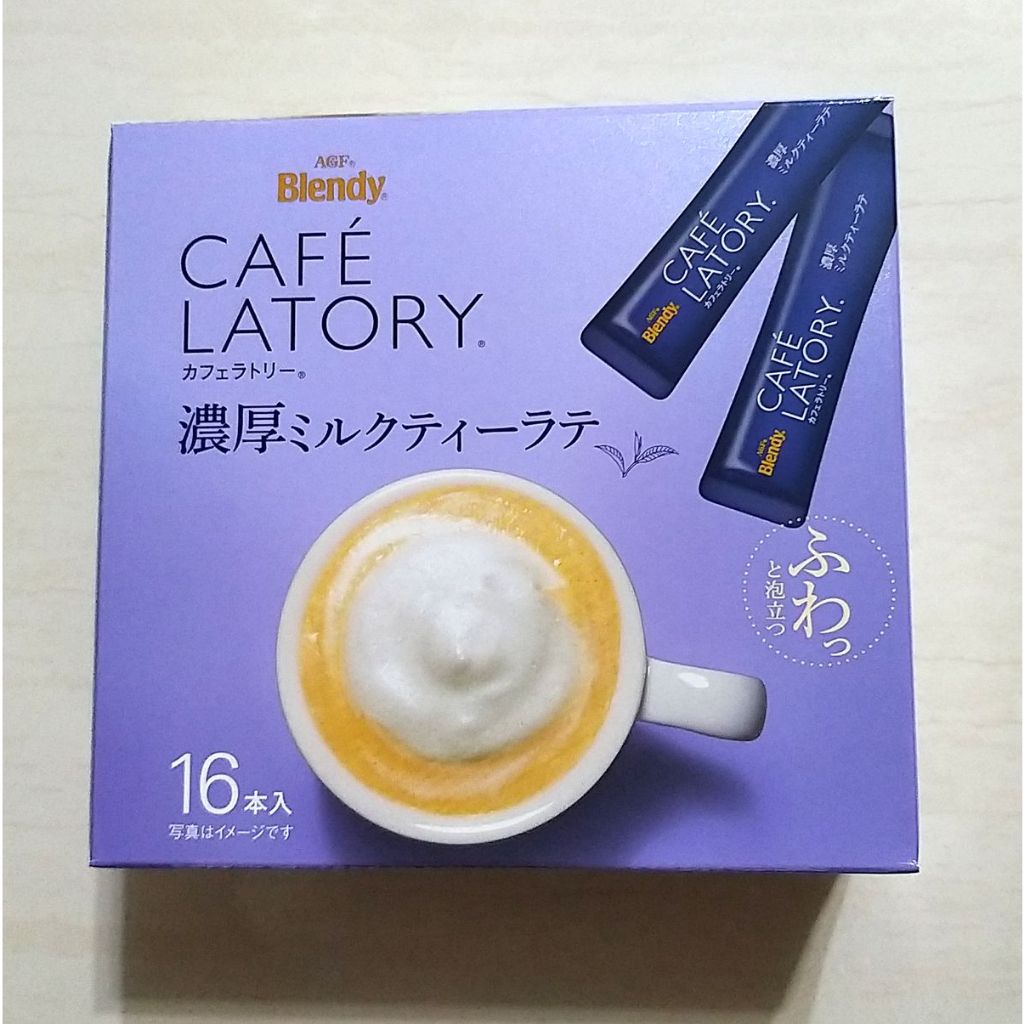 AGF®
Blendy®
CAFÉ
LATORY®
カフェラトリー®
濃厚ミルクティーラテ
AGF®
Blendy®
CAFÉ
LATORY®
カフェラトリー®
濃厚
ミルクティーラテ
AGF®
Blendy®
CAFÉ
LATORY®
カフェラトリー®
濃厚
ミルクティーラテ
ふわっ
と泡立つ
16本入
写真はイメージです